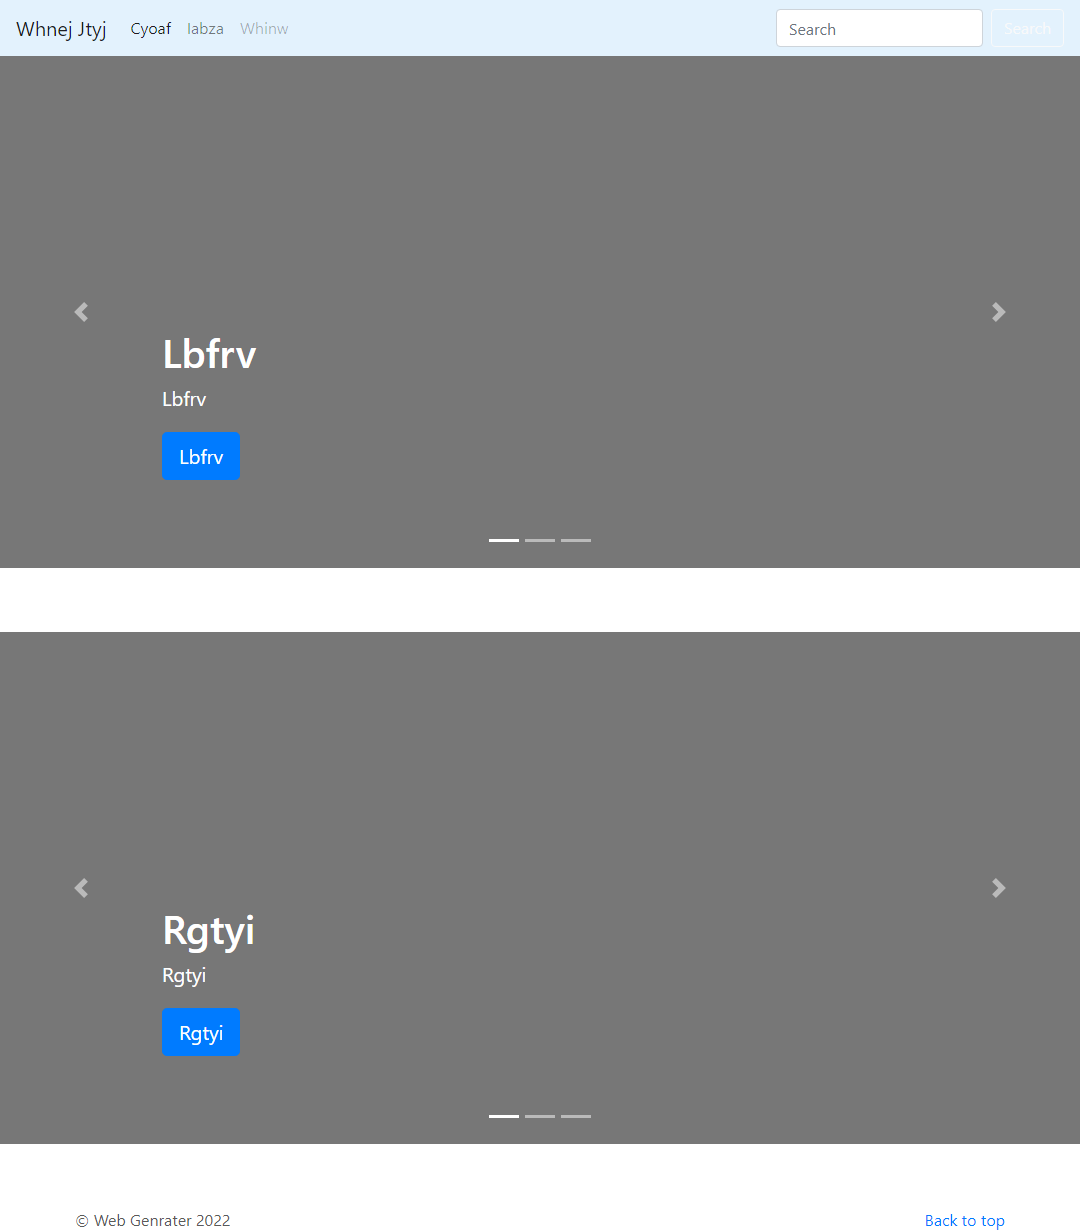 Whnej Jtyj Cyoaf Iabza Whinw Search Search
Lbfrv
Lbfrv
Lbfrv
Rgtyi
Rgtyi
Rgtyi
© Web Genrater 2022 Back to top